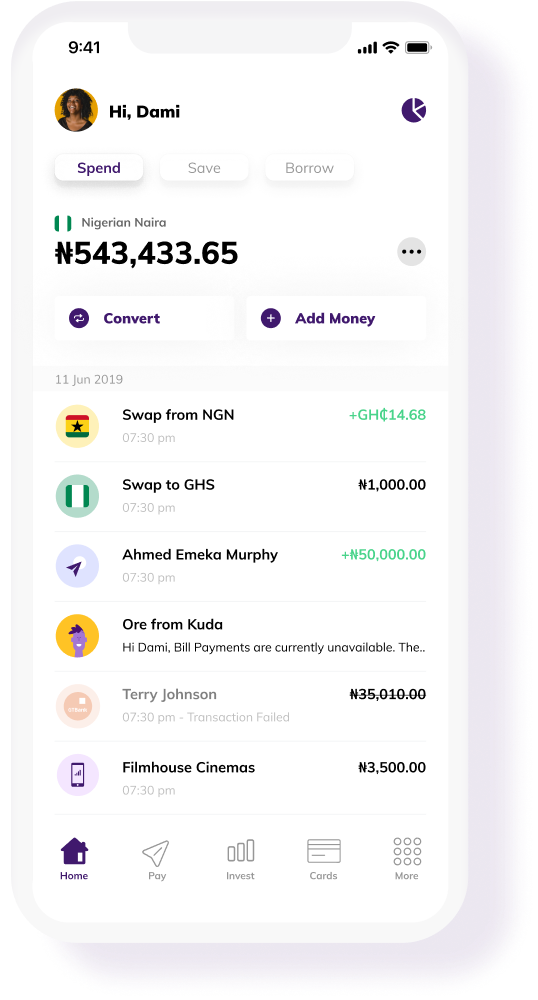 9:41
Hi, Dami
Spend
Save
Borrow
Nigerian Naira
₦543,433.65
Convert
Add Money
11 Jun 2019
Swap from NGN
+GH₵14.68
07:30 pm
Swap to GHS
₦1,000.00
07:30 pm
Ahmed Emeka Murphy
+₦50,000.00
07:30 pm
Ore from Kuda
Hi Dami, Bill Payments are currently unavailable. The..
Terry Johnson
₦35,010.00
GTBank
07:30 pm - Transaction Failed
Filmhouse Cinemas
₦3,500.00
07:30 pm
Home
Pay
Invest
Cards
More